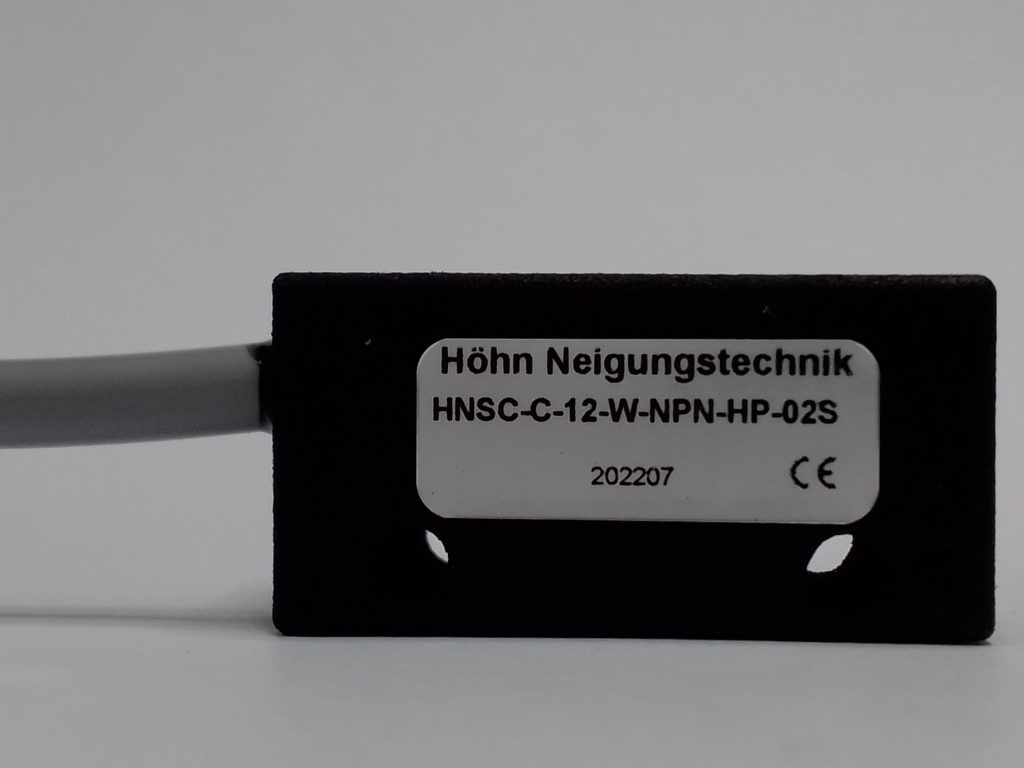 Höhn Neigungstechnik
HNSC-C-12-W-NPN-HP-02S
202207 CE